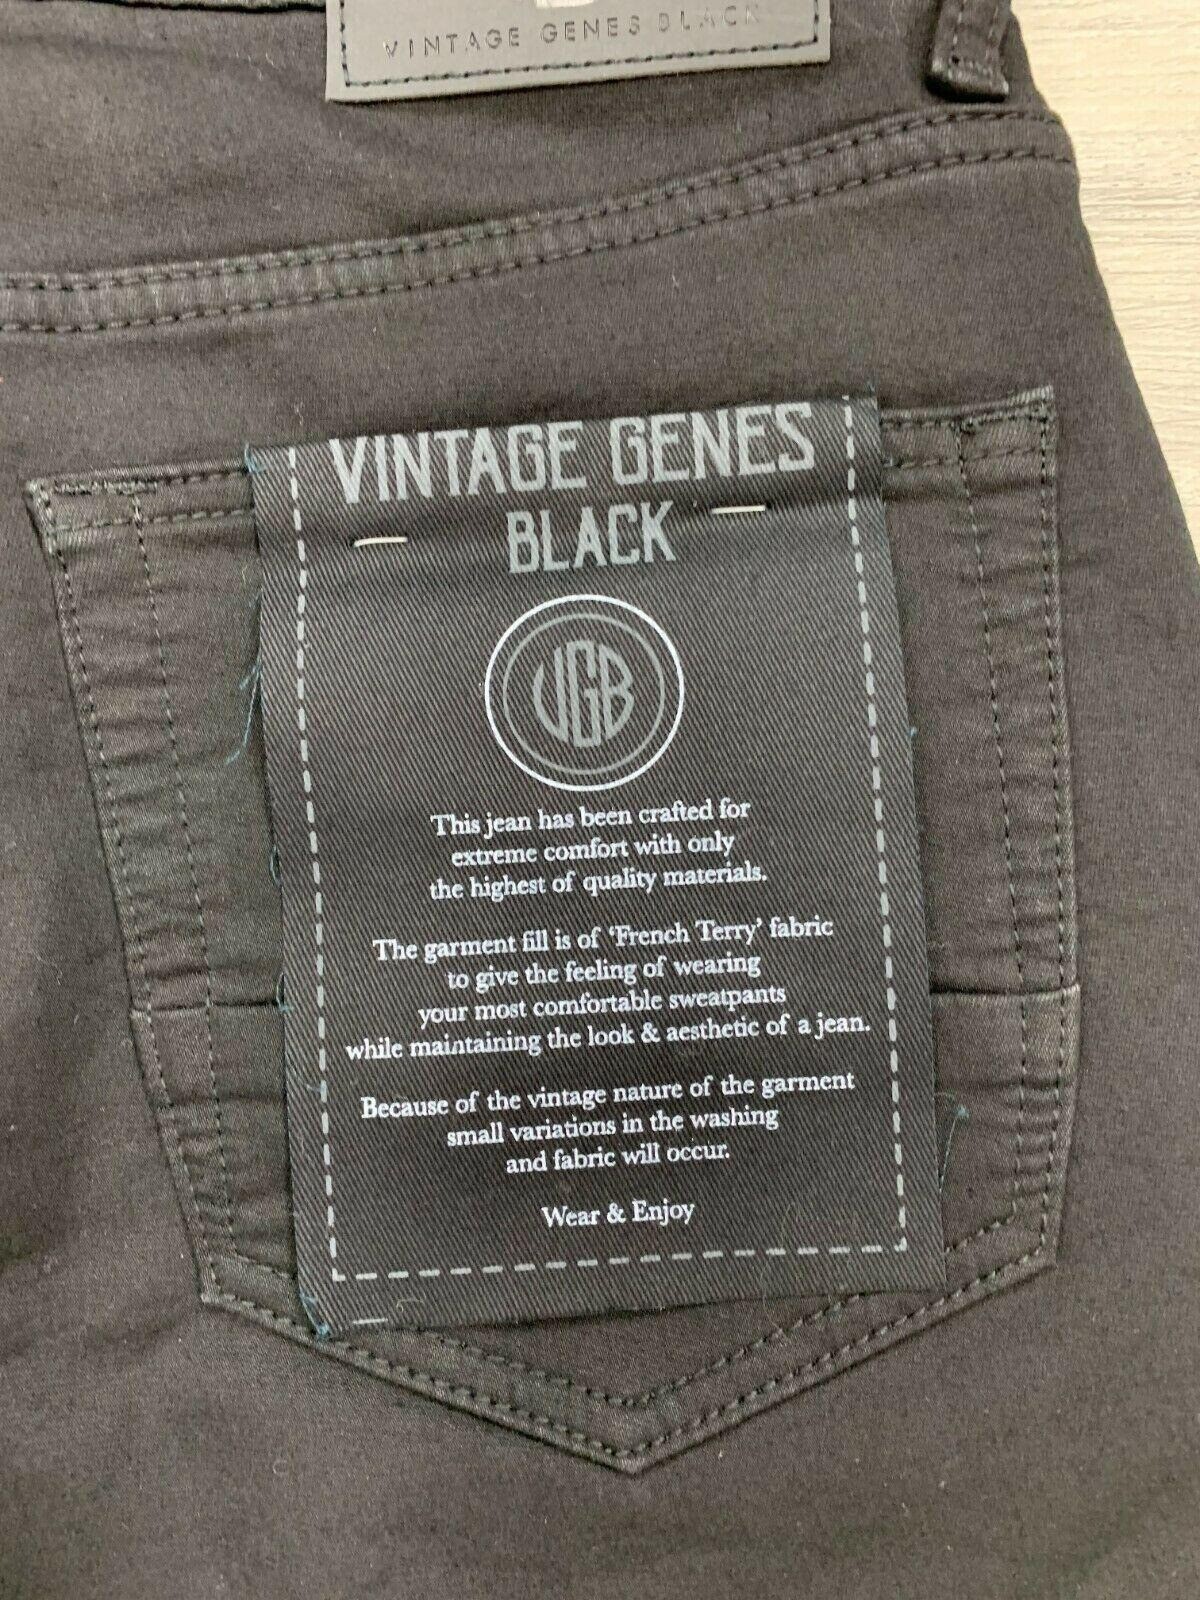 VINTAGE GENES BLACK
VINTAGE GENES
BLACK
VGB
This jean has been crafted for
extreme comfort with only
the highest of quality materials.
The garment fill is of ‘French Terry’ fabric
to give the feeling of wearing
your most comfortable sweatpants
while maintaining the look & aesthetic of a jean.
Because of the vintage nature of the garment
small variations in the washing
and fabric will occur.
Wear & Enjoy